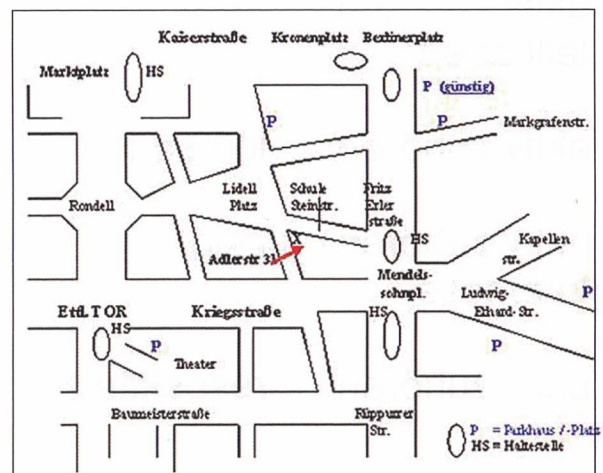 Kaiserstraße Kronenplatz Berlinerplatz
Marktplatz HS
P (günstig)
P
P
Markgrafenstr.
Lidell
Platz
Schule
Steinstr.
Fritz
Erler
straße
Rondell
HS
Kapellen
str.
Adlerstr 31
X
Mendels-
sohnpl.
Ludwig-
Erhard-Str.
P
Ettl. TOR
HS
Kriegsstraße
HS
P
P
Theater
Baumeisterstraße
Rüppurrer
Str.
P = Parkhaus /-Platz
HS = Haltestelle